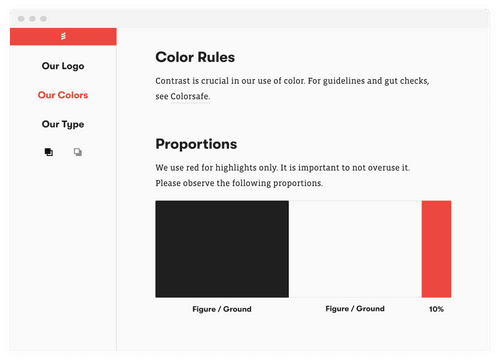 Our Logo
Our Colors
Our Type
Color Rules
Contrast is crucial in our use of color. For guidelines and gut checks,
see Colorsafe.
Proportions
We use red for highlights only. It is important to not overuse it.
Please observe the following proportions.
Figure / Ground
Figure / Ground
10%